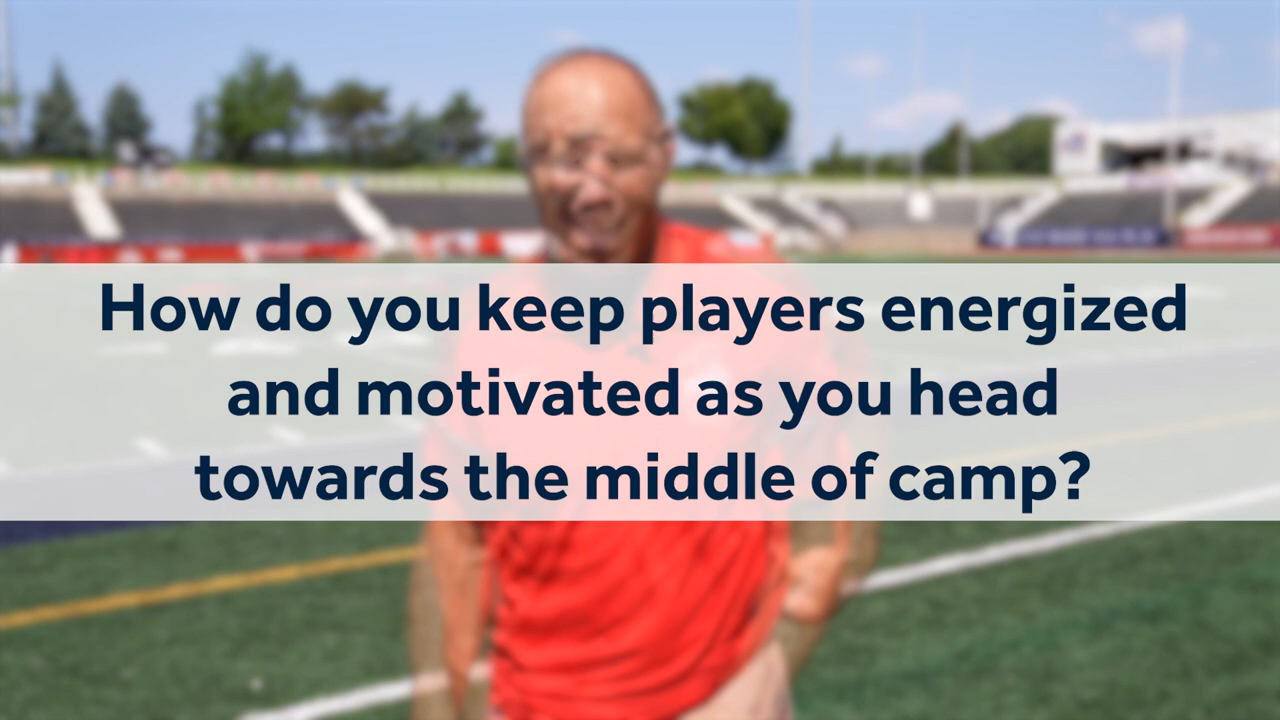 How do you keep players energized
and motivated as you head
towards the middle of camp?